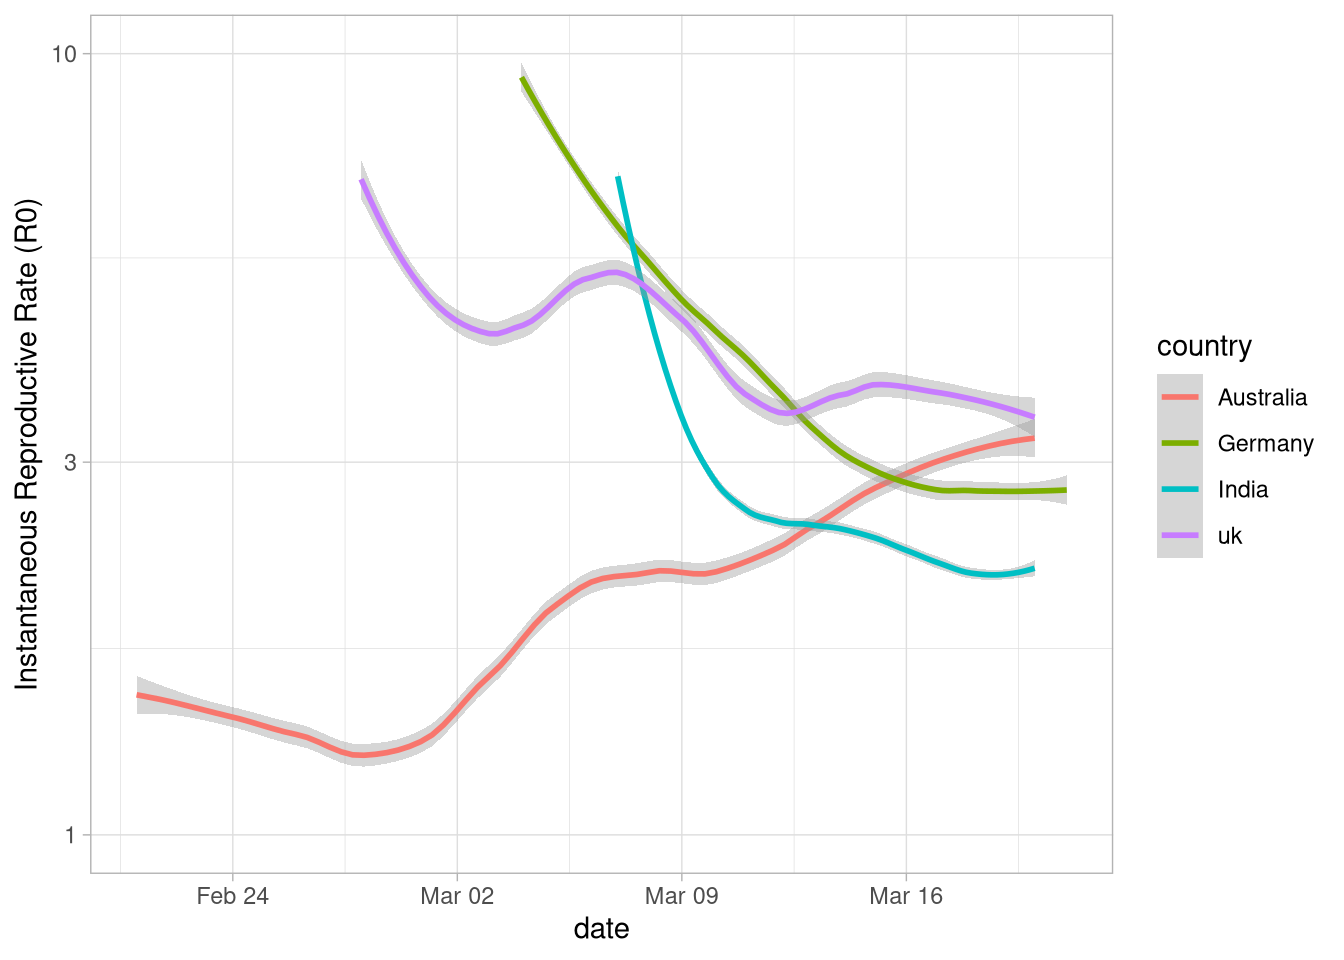 Instantaneous Reproductive Rate (R0)
10
3
1
Feb 24
Mar 02
Mar 09
Mar 16
date
country
Australia
Germany
India
uk